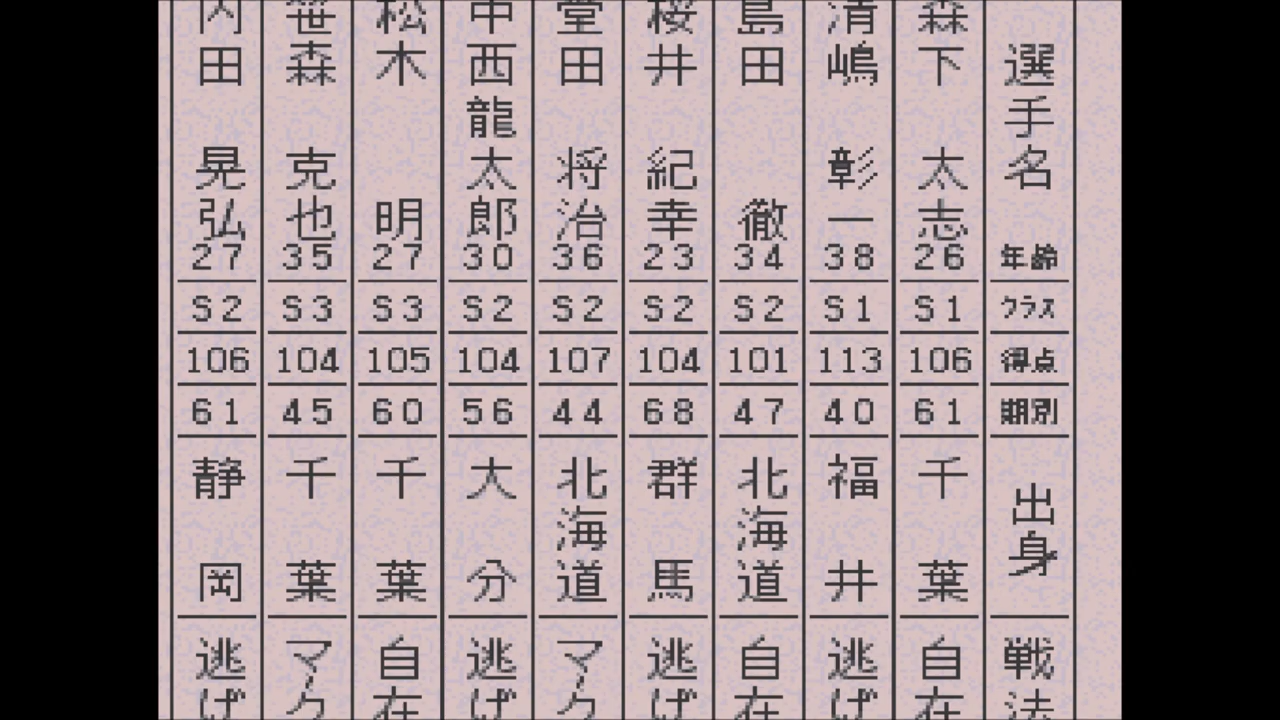 選手名 年齢 クラス 得点 期別 出身 戦法
森下 太志 26 S1 106 61 千葉 自在
清嶋 彰一 38 S1 113 40 福井 逃げ
島田 徹 34 S2 101 47 北海道 自在
桜井 紀幸 23 S2 104 68 群馬 逃げ
堂田 将治 36 S2 107 44 北海道 マーク
西龍太郎 30 S2 104 56 大分 逃げ
松木 明 27 S3 105 60 千葉 自在
笹森 克也 35 S3 104 45 千葉 マーク
内田 晃弘 27 S2 106 61 静岡 逃げ